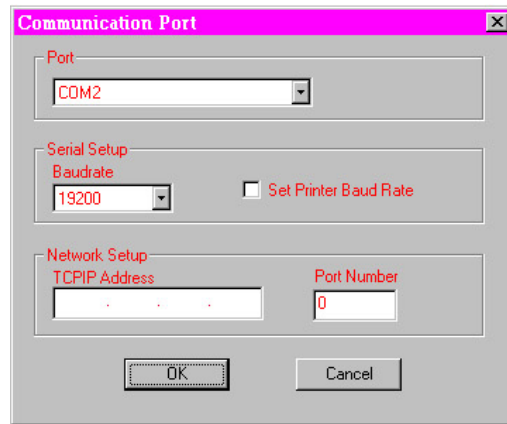 Communication Port
Port
COM2
Serial Setup
Baudrate
19200
Set Printer Baud Rate
Network Setup
TCPIP Address
Port Number
. . .
0
OK
Cancel